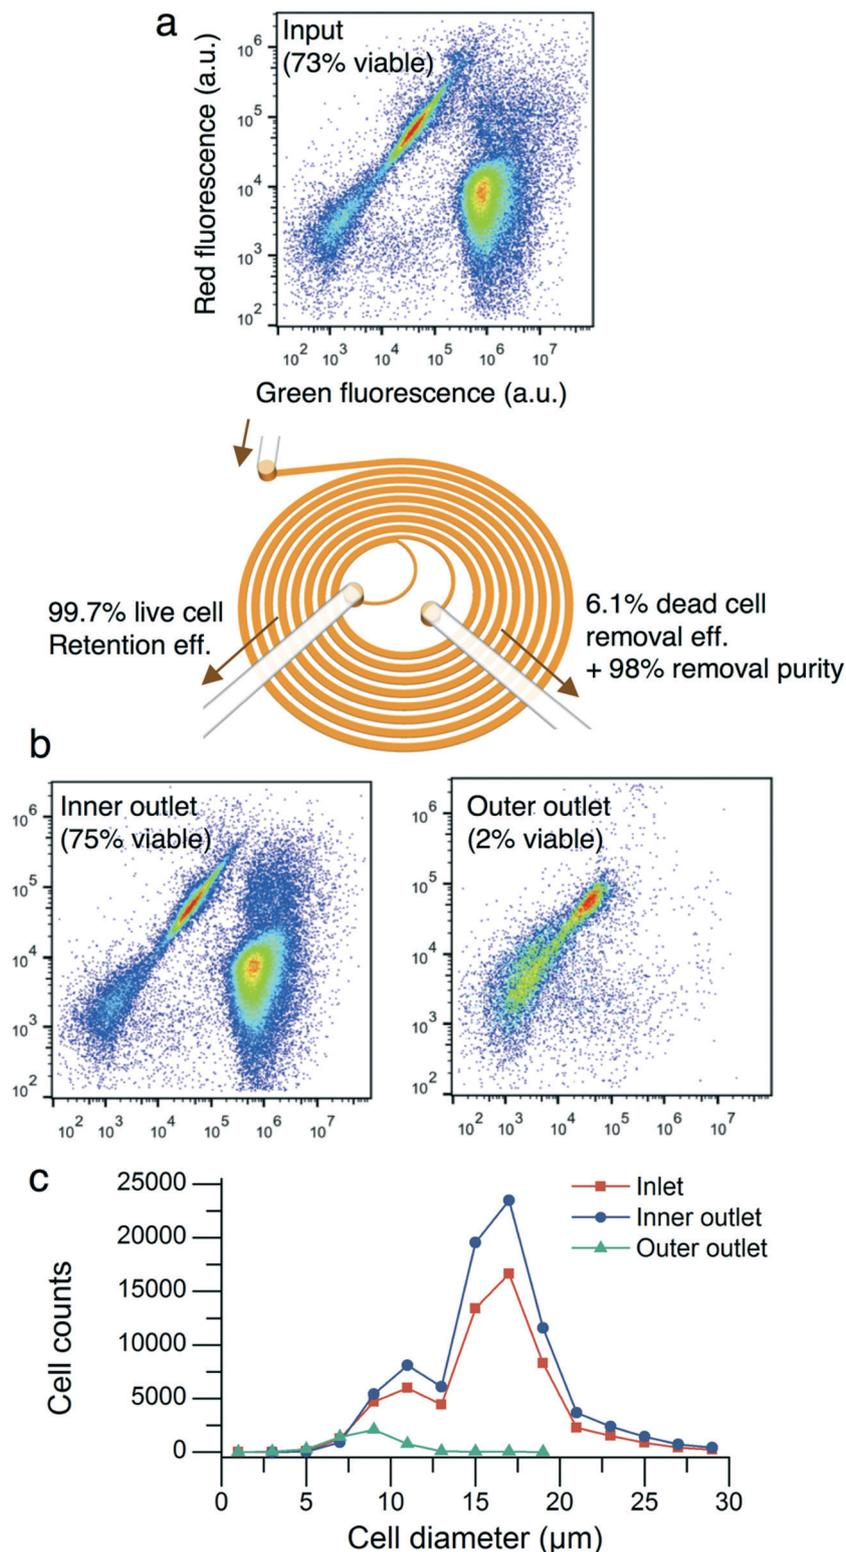 a
Input
(73% viable)
Red fluorescence (a.u.)
10^6
10^5
10^4
10^3
10^2
10^2 10^3 10^4 10^5 10^6 10^7
Green fluorescence (a.u.)
99.7% live cell
Retention eff.
6.1% dead cell
removal eff.
+ 98% removal purity
b
Inner outlet
(75% viable)
10^6
10^5
10^4
10^3
10^2
10^2 10^3 10^4 10^5 10^6 10^7
Outer outlet
(2% viable)
10^6
10^5
10^4
10^3
10^2
10^2 10^3 10^4 10^5 10^6 10^7
c
Cell counts
25000
20000
15000
10000
5000
0
Inlet
Inner outlet
Outer outlet
0 5 10 15 20 25 30
Cell diameter (μm)